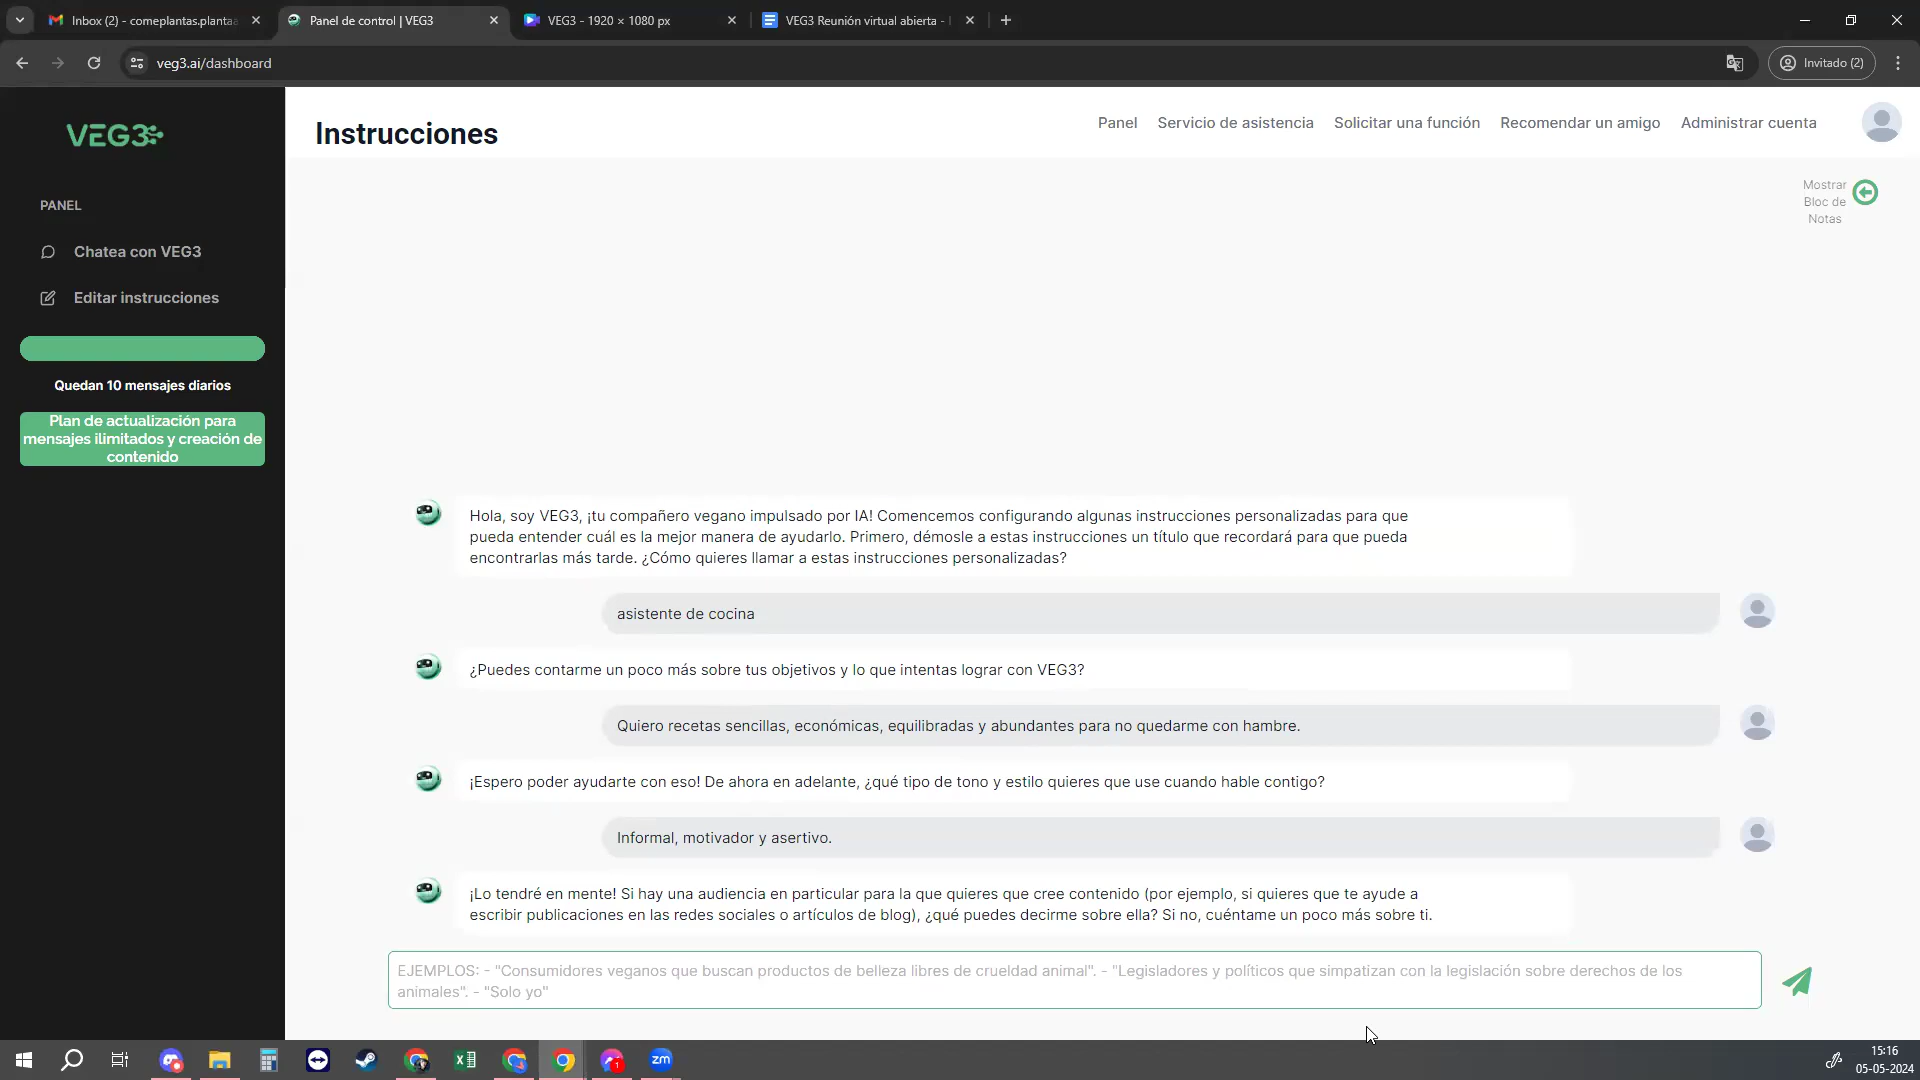 Inbox (2) - comeplantas.planta
Panel de control | VEG3
VEG3 - 1920 × 1080 px
VEG3 Reunión virtual abierta -
veg3.ai/dashboard
Invitado (2)
VEG3
Instrucciones
Panel
Servicio de asistencia
Solicitar una función
Recomendar un amigo
Administrar cuenta
Mostrar
Bloc de
Notas
PANEL
Chatea con VEG3
Editar instrucciones
Quedan 10 mensajes diarios
Plan de actualización para
mensajes ilimitados y creación de
contenido
Hola, soy VEG3, ¡tu compañero vegano impulsado por IA! Comencemos configurando algunas instrucciones personalizadas para que
pueda entender cuál es la mejor manera de ayudarlo. Primero, démosle a estas instrucciones un título que recordará para que pueda
encontrarlas más tarde. ¿Cómo quieres llamar a estas instrucciones personalizadas?
asistente de cocina
¿Puedes contarme un poco más sobre tus objetivos y lo que intentas lograr con VEG3?
Quiero recetas sencillas, económicas, equilibradas y abundantes para no quedarme con hambre.
¡Espero poder ayudarte con eso! De ahora en adelante, ¿qué tipo de tono y estilo quieres que use cuando hable contigo?
Informal, motivador y asertivo.
¡Lo tendré en mente! Si hay una audiencia en particular para la que quieres que cree contenido (por ejemplo, si quieres que te ayude a
escribir publicaciones en las redes sociales o artículos de blog), ¿qué puedes decirme sobre ella? Si no, cuéntame un poco más sobre ti.
EJEMPLOS: - "Consumidores veganos que buscan productos de belleza libres de crueldad animal". - "Legisladores y políticos que simpatizan con la legislación sobre derechos de los
animales". - "Solo yo"
zm
15:16
05-05-2024